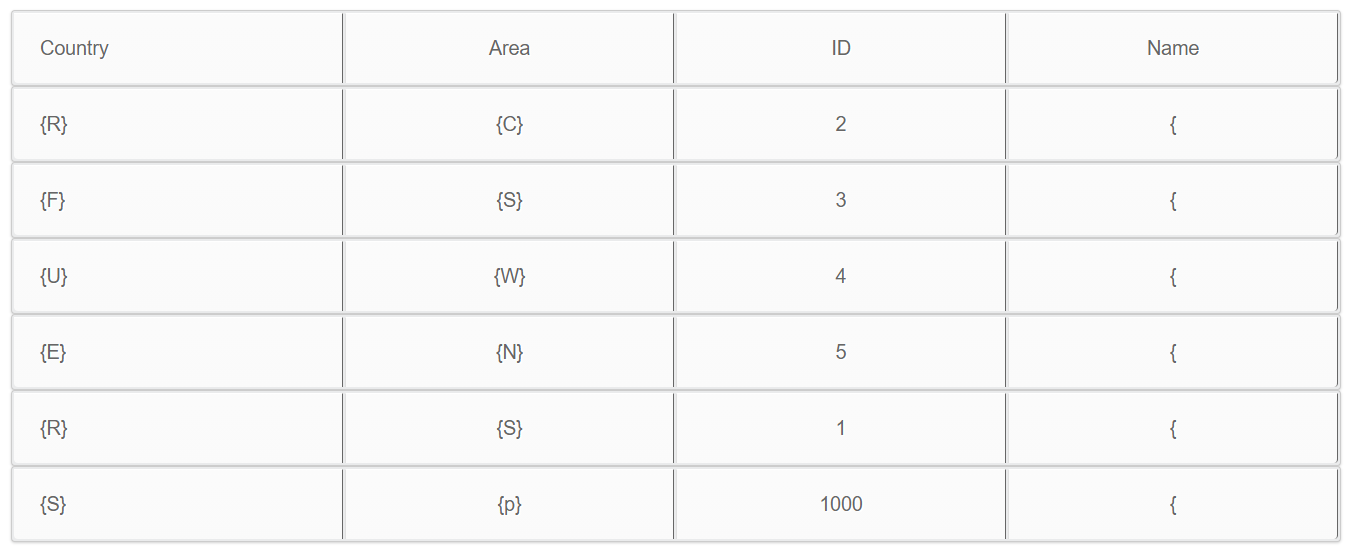 Country Area ID Name
{R} {C} 2 {
{F} {S} 3 {
{U} {W} 4 {
{E} {N} 5 {
{R} {S} 1 {
{S} {p} 1000 {